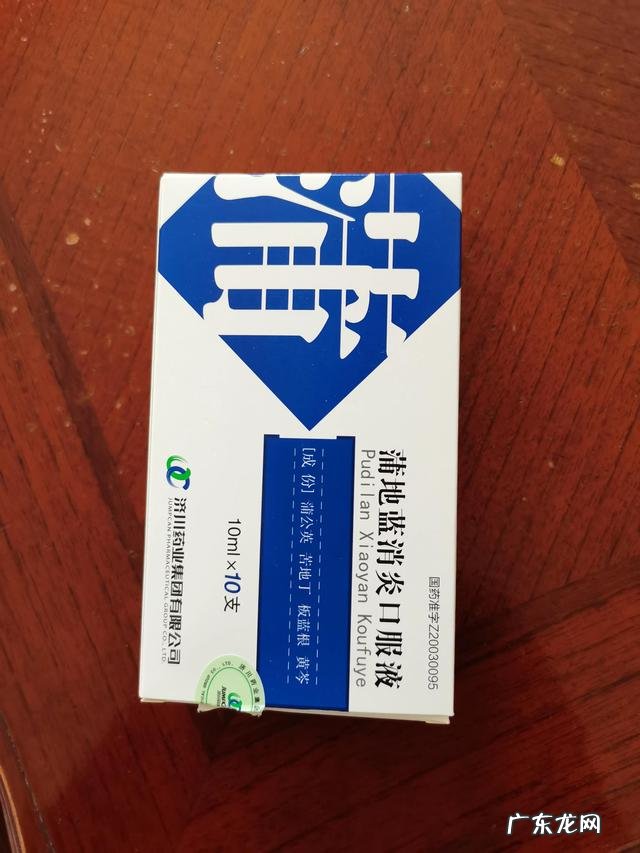 蒲
国药准字Z20030095
蒲地蓝消炎口服液
Pudilan Xiaoyan Koufuye
[成 份] 蒲公英 苦地丁 板蓝根 黄芩
10ml×10支
济川药业集团有限公司
JUMPCAN PHARMACEUTICAL GROUP CO., LTD.
广东龙网